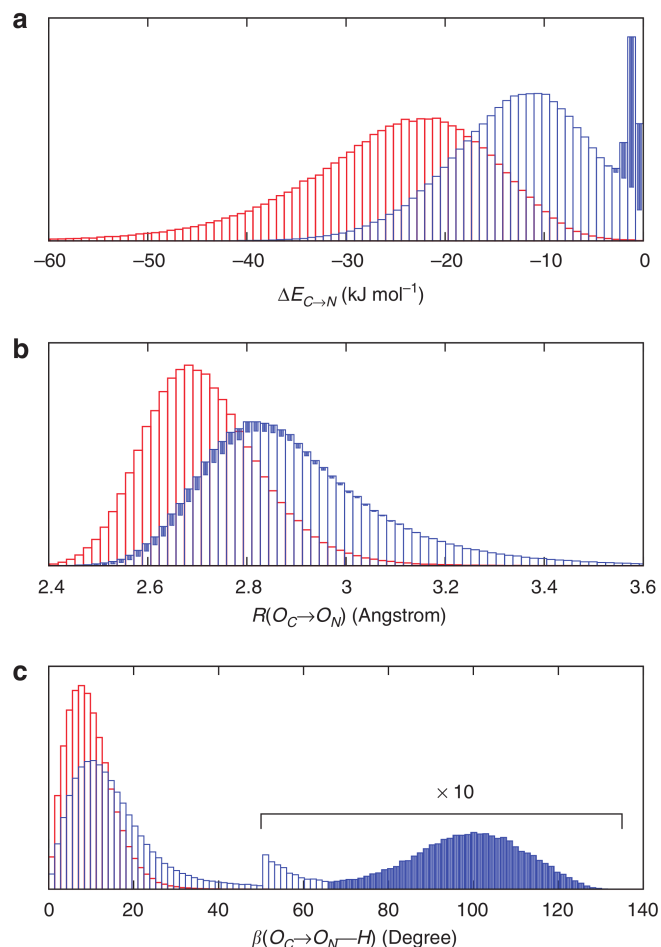 a
−60 −50 −40 −30 −20 −10 0
ΔE_{C→N} (kJ mol⁻¹)
b
2.4 2.6 2.8 3 3.2 3.4 3.6
R(O_C→O_N) (Angstrom)
c
× 10
0 20 40 60 80 100 120 140
β(O_C→O_N—H) (Degree)